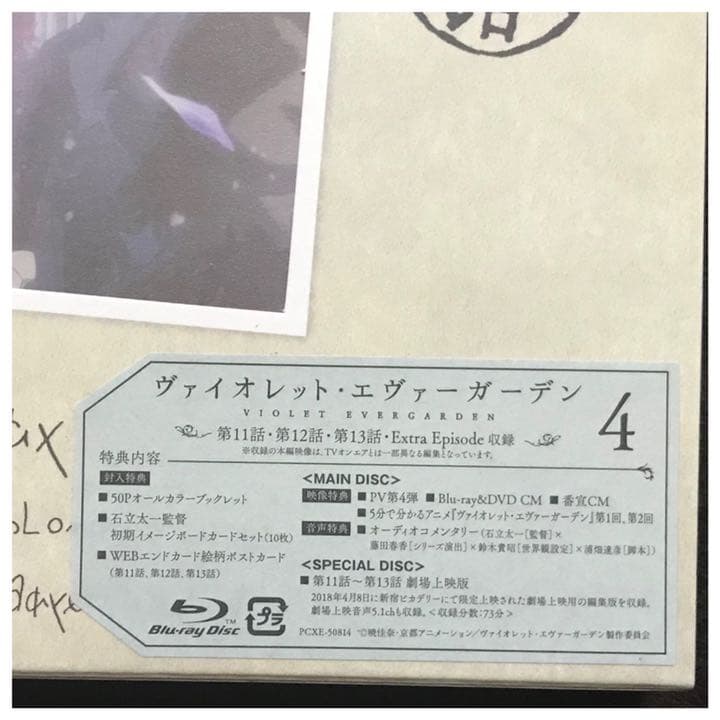 ヴァイオレット・エヴァーガーデン 4
VIOLET EVERGARDEN
第11話・第12話・第13話・Extra Episode 収録
※収録の本編映像は、TVオンエアとは一部異なる編集となっています。
特典内容
封入特典
■ 50Pオールカラーブックレット
■ 石立太一監督
初期イメージボードカードセット(10枚)
■ WEBエンドカード絵柄ポストカード
(第11話、第12話、第13話)
<MAIN DISC>
映像特典 ■ PV第4弾 ■ Blu-ray&DVD CM ■ 番宣CM
■ 5分で分かるアニメ『ヴァイオレット・エヴァーガーデン』第1回、第2回
音声特典 ■ オーディオコメンタリー(石立太一[監督]×
藤田春香[シリーズ演出]×鈴木貴昭[世界観設定]×浦畑達彦[脚本])
<SPECIAL DISC>
■ 第11話～第13話 劇場上映版
2018年4月8日に新宿ピカデリーにて限定上映された劇場上映用の編集版を収録。
劇場上映音声5.1chも収録。<収録分数:73分>
Blu-ray Disc™ プラ
PCXE-50814 ©暁佳奈・京都アニメーション/ヴァイオレット・エヴァーガーデン製作委員会